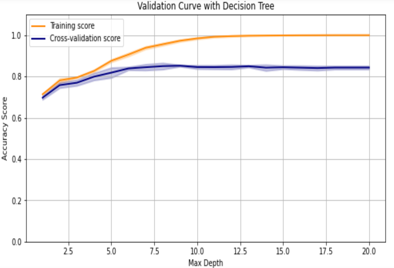 Validation Curve with Decision Tree
Training score
Cross-validation score
Accuracy Score
1.0
0.8
0.6
0.4
0.2
0.0
2.5 5.0 7.5 10.0 12.5 15.0 17.5 20.0
Max Depth